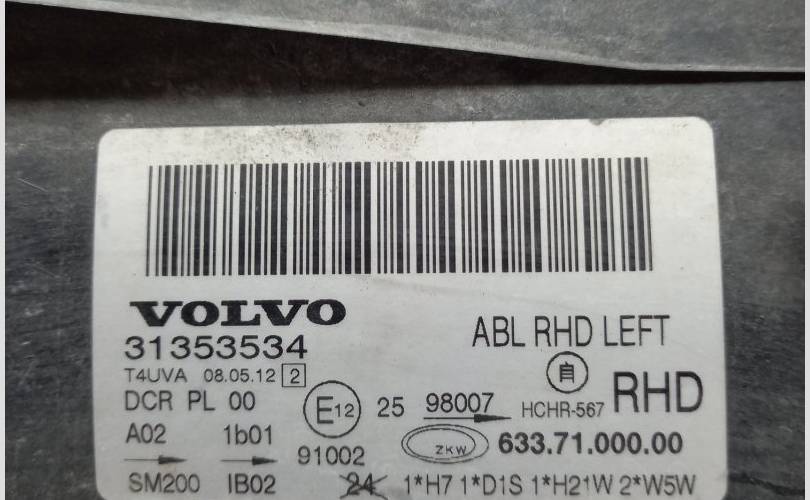 VOLVO
31353534
ABL RHD LEFT
T4UVA 08.05.12 2
自
DCR PL 00
E12 25 98007
HCHR-567 RHD
A02 1b01
91002
ZKW 633.71.000.00
SM200 IB02
24 1*H7 1*D1S 1*H21W 2*W5W